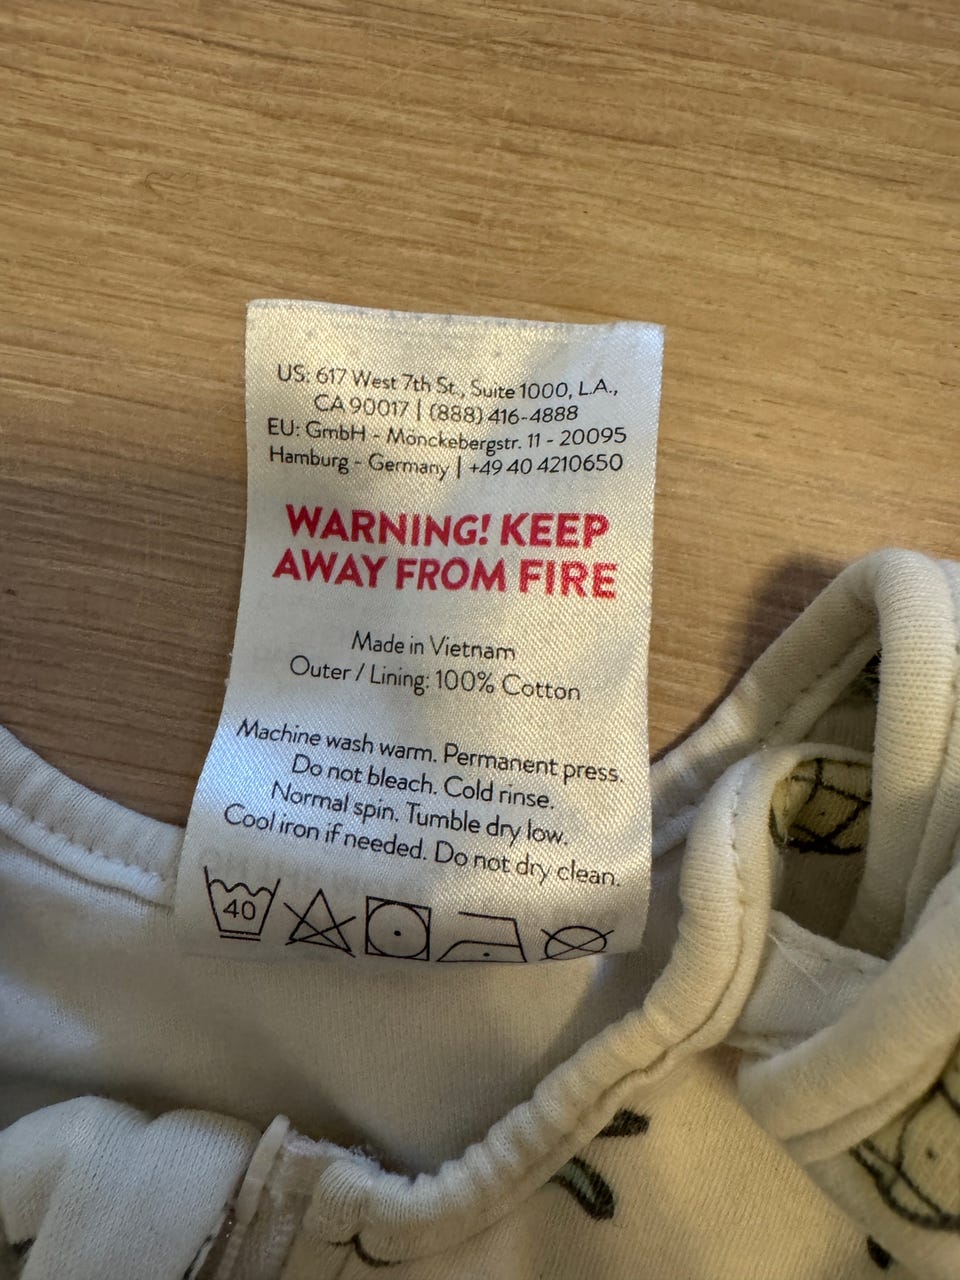 US: 617 West 7th St., Suite 1000, L.A.,
CA 90017 | (888) 416-4888
EU: GmbH - Mönckebergstr. 11 - 20095
Hamburg - Germany | +49 40 4210650
WARNING! KEEP
AWAY FROM FIRE
Made in Vietnam
Outer / Lining: 100% Cotton
Machine wash warm. Permanent press.
Do not bleach. Cold rinse.
Normal spin. Tumble dry low.
Cool iron if needed. Do not dry clean.
40